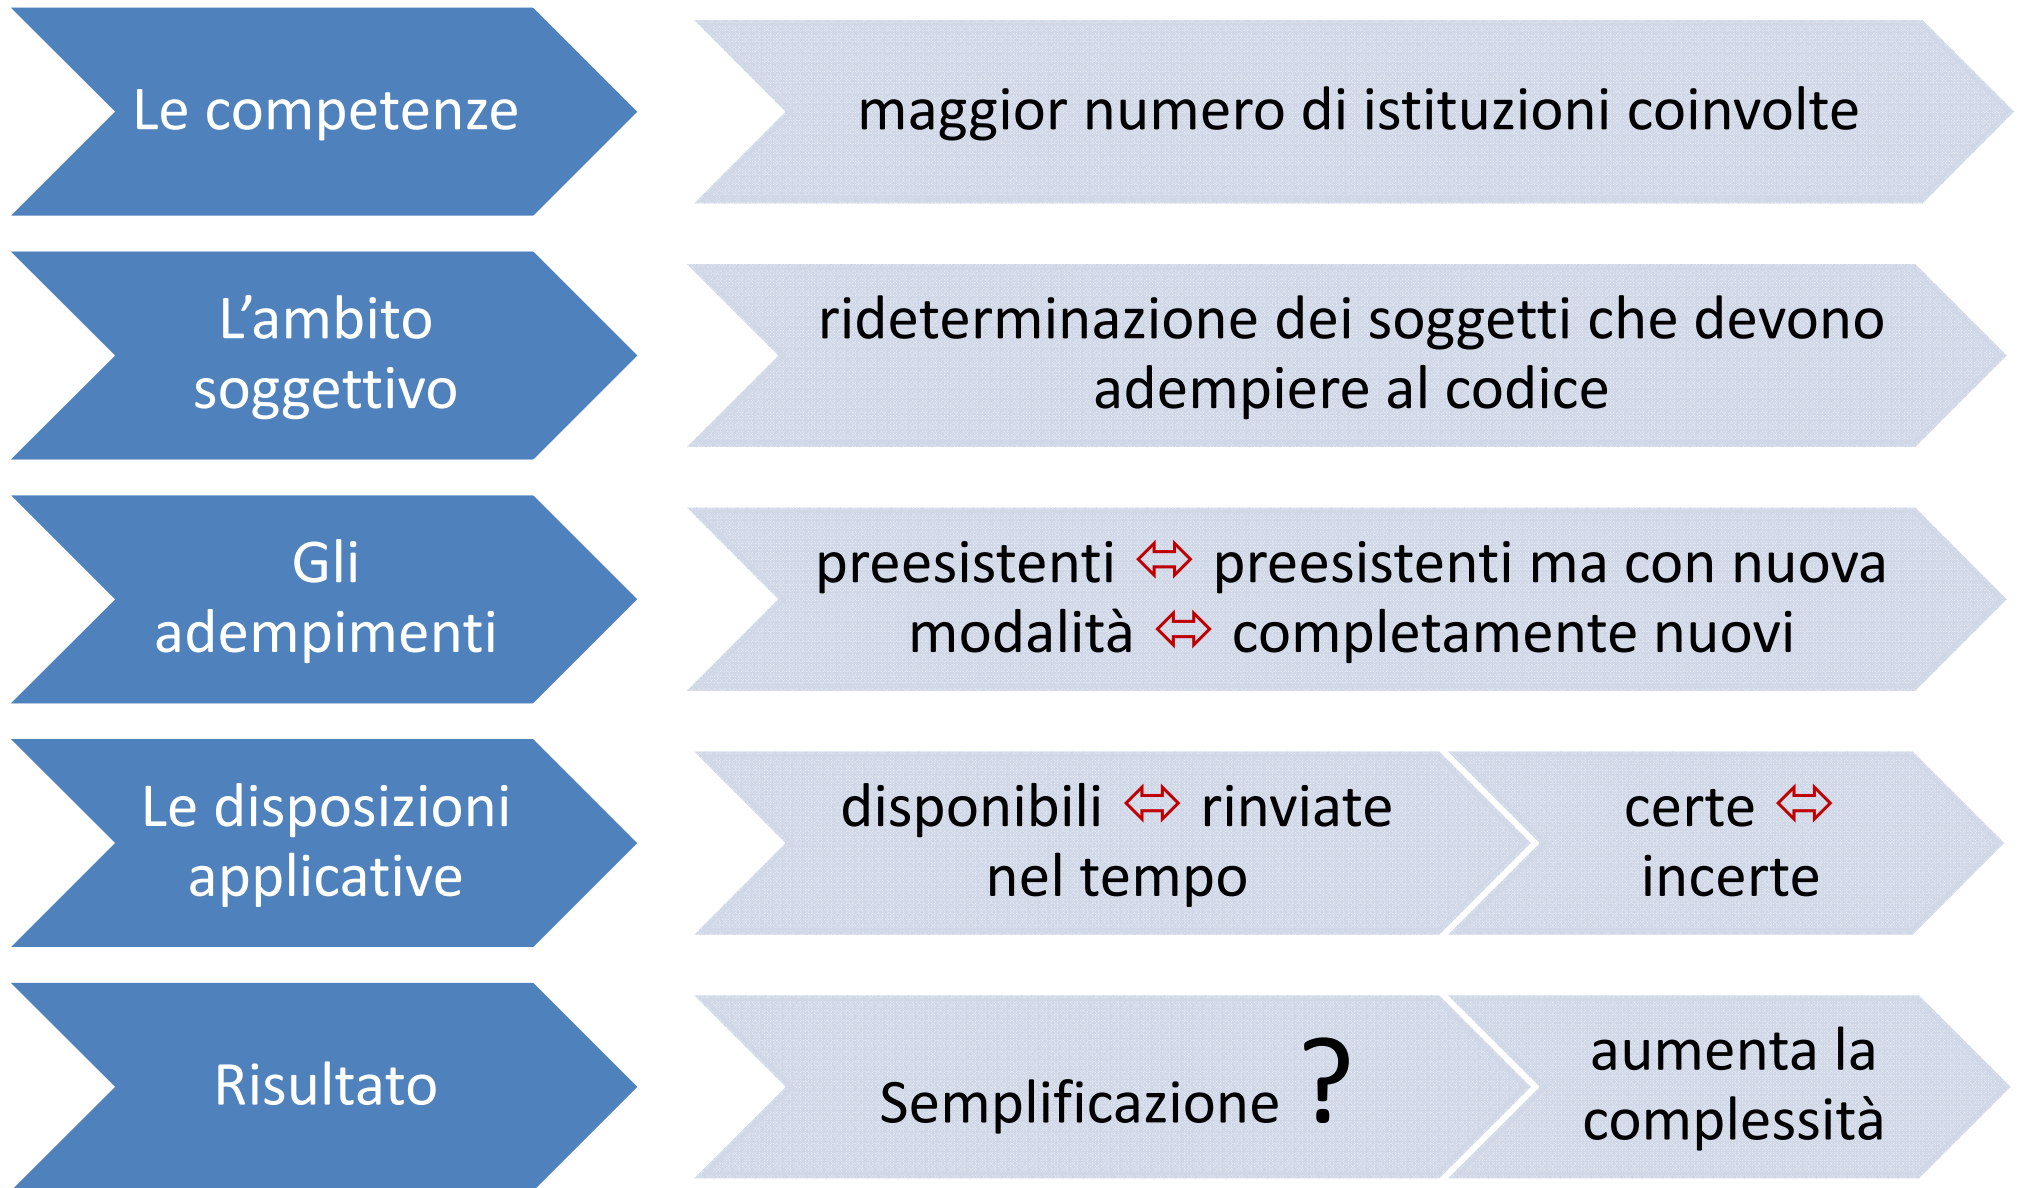 Le competenze
maggior numero di istituzioni coinvolte
L’ambito
soggettivo
rideterminazione dei soggetti che devono
adempiere al codice
Gli
adempimenti
preesistenti ⬄ preesistenti ma con nuova
modalità ⬄ completamente nuovi
Le disposizioni
applicative
disponibili ⬄ rinviate
nel tempo
certe ⬄
incerte
Risultato
Semplificazione ?
aumenta la
complessità